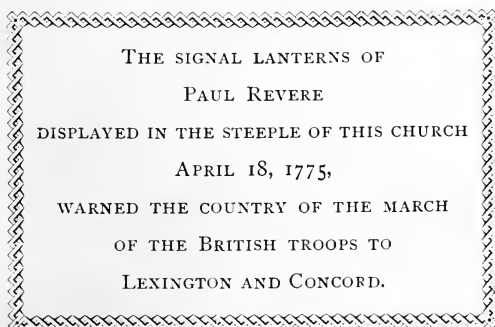 The signal lanterns of
Paul Revere
displayed in the steeple of this church
April 18, 1775,
warned the country of the march
of the British troops to
Lexington and Concord.